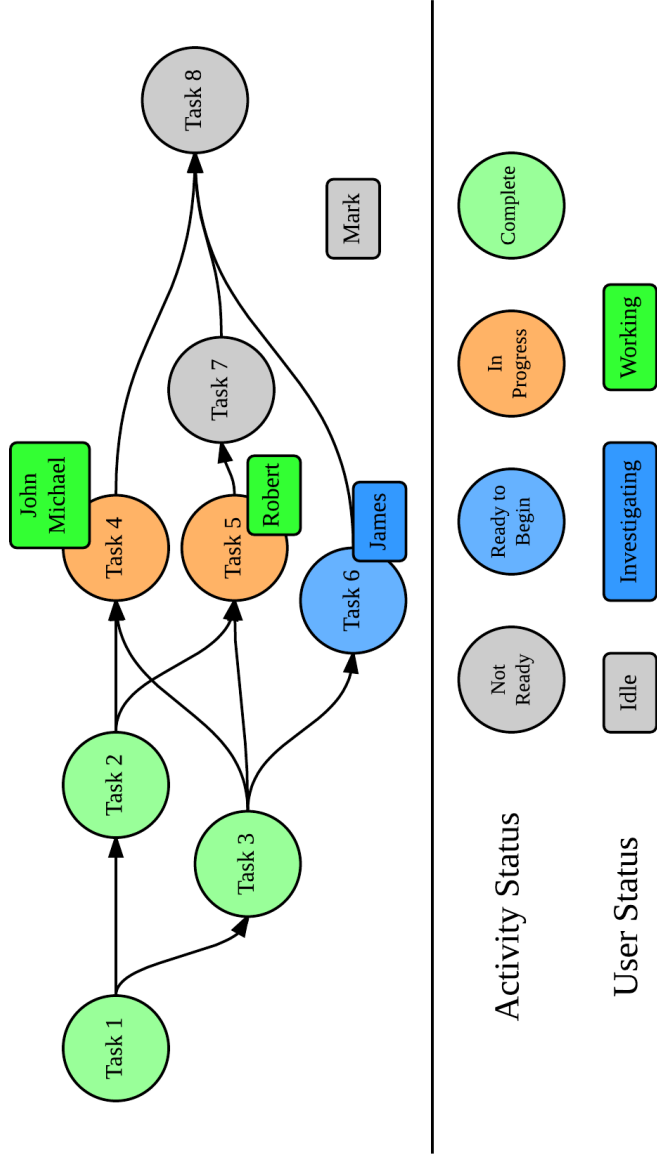 Task 1
Task 2
Task 3
John
Michael
Task 4
Task 5
Robert
Task 6
James
Task 7
Task 8
Mark
Activity Status
Not
Ready
Ready to
Begin
In
Progress
Complete
User Status
Idle
Investigating
Working